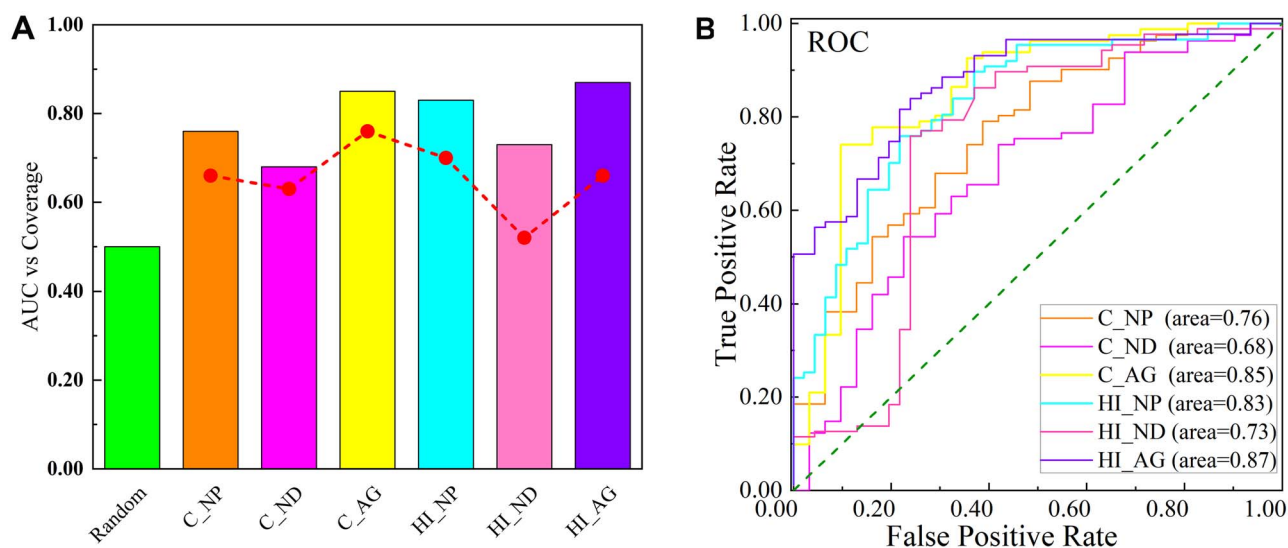 A
AUC vs Coverage
1.00
0.80
0.60
0.40
0.20
0.00
Random
C_NP
C_ND
C_AG
HI_NP
HI_ND
HI_AG
B
ROC
True Positive Rate
1.00
0.80
0.60
0.40
0.20
0.00
0.20 0.40 0.60 0.80 1.00
False Positive Rate
C_NP (area=0.76)
C_ND (area=0.68)
C_AG (area=0.85)
HI_NP (area=0.83)
HI_ND (area=0.73)
HI_AG (area=0.87)